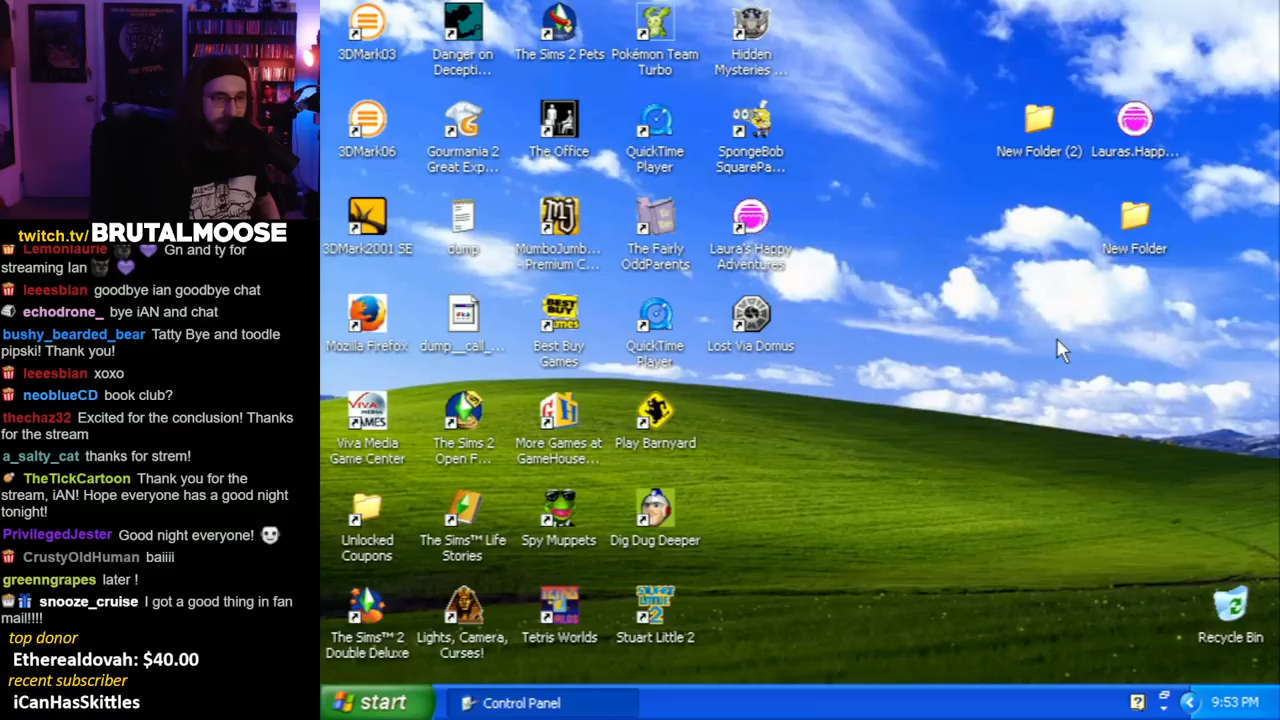 twitch.tv/BRUTALMOOSE
Lemonlaurie Gn and ty for
streaming Ian
leeesbian goodbye ian goodbye chat
echodrone_ bye iAN and chat
bushy_bearded_bear Tatty Bye and toodle
pipski! Thank you!
leeesbian xoxo
neoblueCD book club?
thechaz32 Excited for the conclusion! Thanks
for the stream
a_salty_cat thanks for strem!
TheTickCartoon Thank you for the
stream, iAN! Hope everyone has a good night
tonight!
PrivilegedJester Good night everyone!
CrustyOldHuman baiiii
greenngrapes later !
snooze_cruise I got a good thing in fan
mail!!!!
top donor
Etherealdovah: $40.00
recent subscriber
iCanHasSkittles
3DMark03
Danger on
Decepti...
The Sims 2 Pets
Pokémon Team
Turbo
Hidden
Mysteries ...
3DMark06
Gourmania 2
Great Exp...
The Office
QuickTime
Player
SpongeBob
SquarePa...
New Folder (2)
Lauras.Happ...
3DMark2001 SE
dump
MumboJumb...
- Premium C...
The Fairly
OddParents
Laura's Happy
Adventures
New Folder
Mozilla Firefox
dump__call_...
BEST
BUY
Best Buy
Games
QuickTime
Player
Lost Via Domus
VIVA
MEDIA
GAMES
Viva Media
Game Center
The Sims 2
Open F...
GH
More Games at
GameHouse...
Play Barnyard
Unlocked
Coupons
The Sims™ Life
Stories
Spy Muppets
Dig Dug Deeper
The Sims™ 2
Double Deluxe
Lights, Camera,
Curses!
Tetris Worlds
STUART
LITTLE
2
Stuart Little 2
Recycle Bin
start
Control Panel
9:53 PM